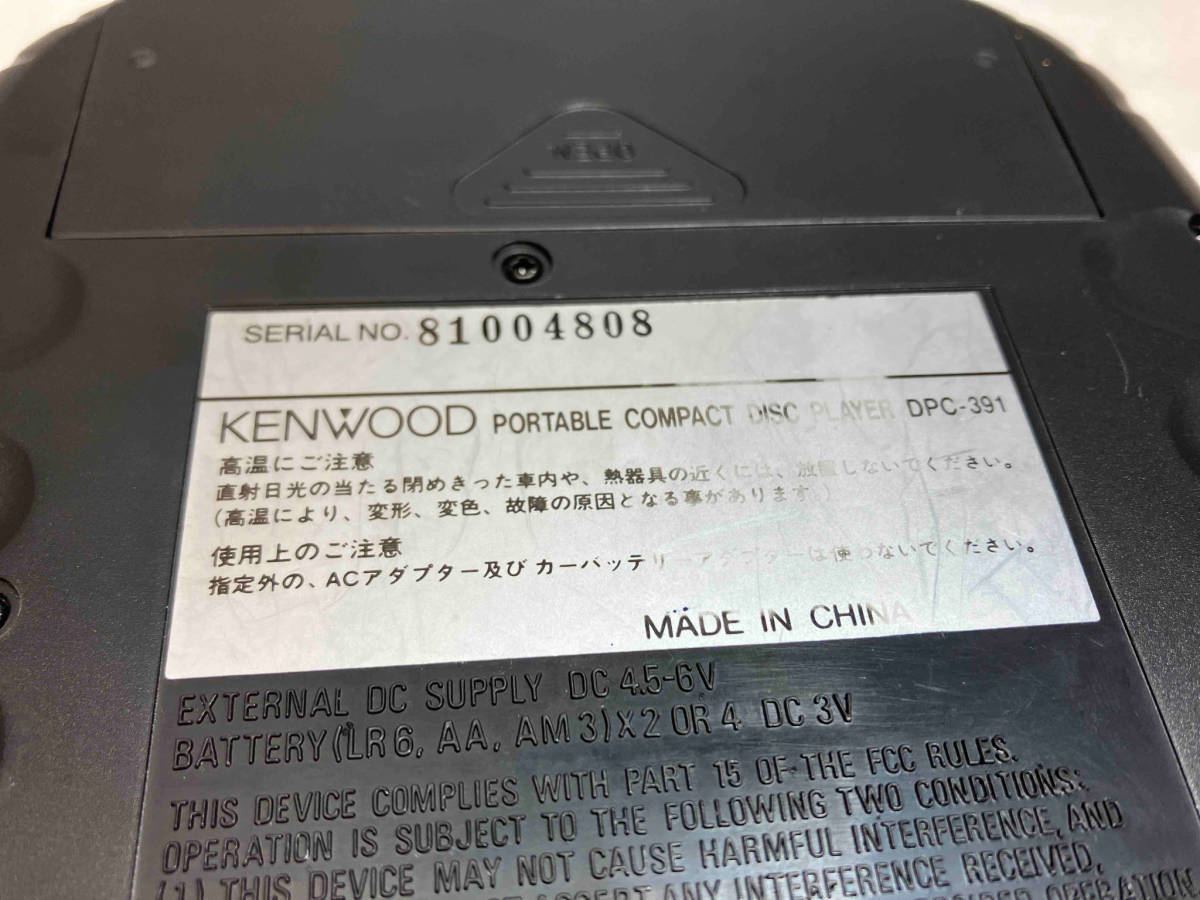 OPEN
SERIAL NO. 81004808
KENWOOD PORTABLE COMPACT DISC PLAYER DPC-391
高温にご注意
直射日光の当たる閉めきった車内や、熱器具の近くには、放置しないでください。
(高温により、変形、変色、故障の原因となる事があります。)
使用上のご注意
指定外の、ACアダプター及び カーバッテリーアダプターは使わないでください。
MADE IN CHINA
EXTERNAL DC SUPPLY DC 4.5-6V
BATTERY(LR6, AA, AM3)X2 OR 4 DC 3V
THIS DEVICE COMPLIES WITH PART 15 OF THE FCC RULES.
OPERATION IS SUBJECT TO THE FOLLOWING TWO CONDITIONS:
(1) THIS DEVICE MAY NOT CAUSE HARMFUL INTERFERENCE, AND
ACCEPT ANY INTERFERENCE RECEIVED,
OPERATION